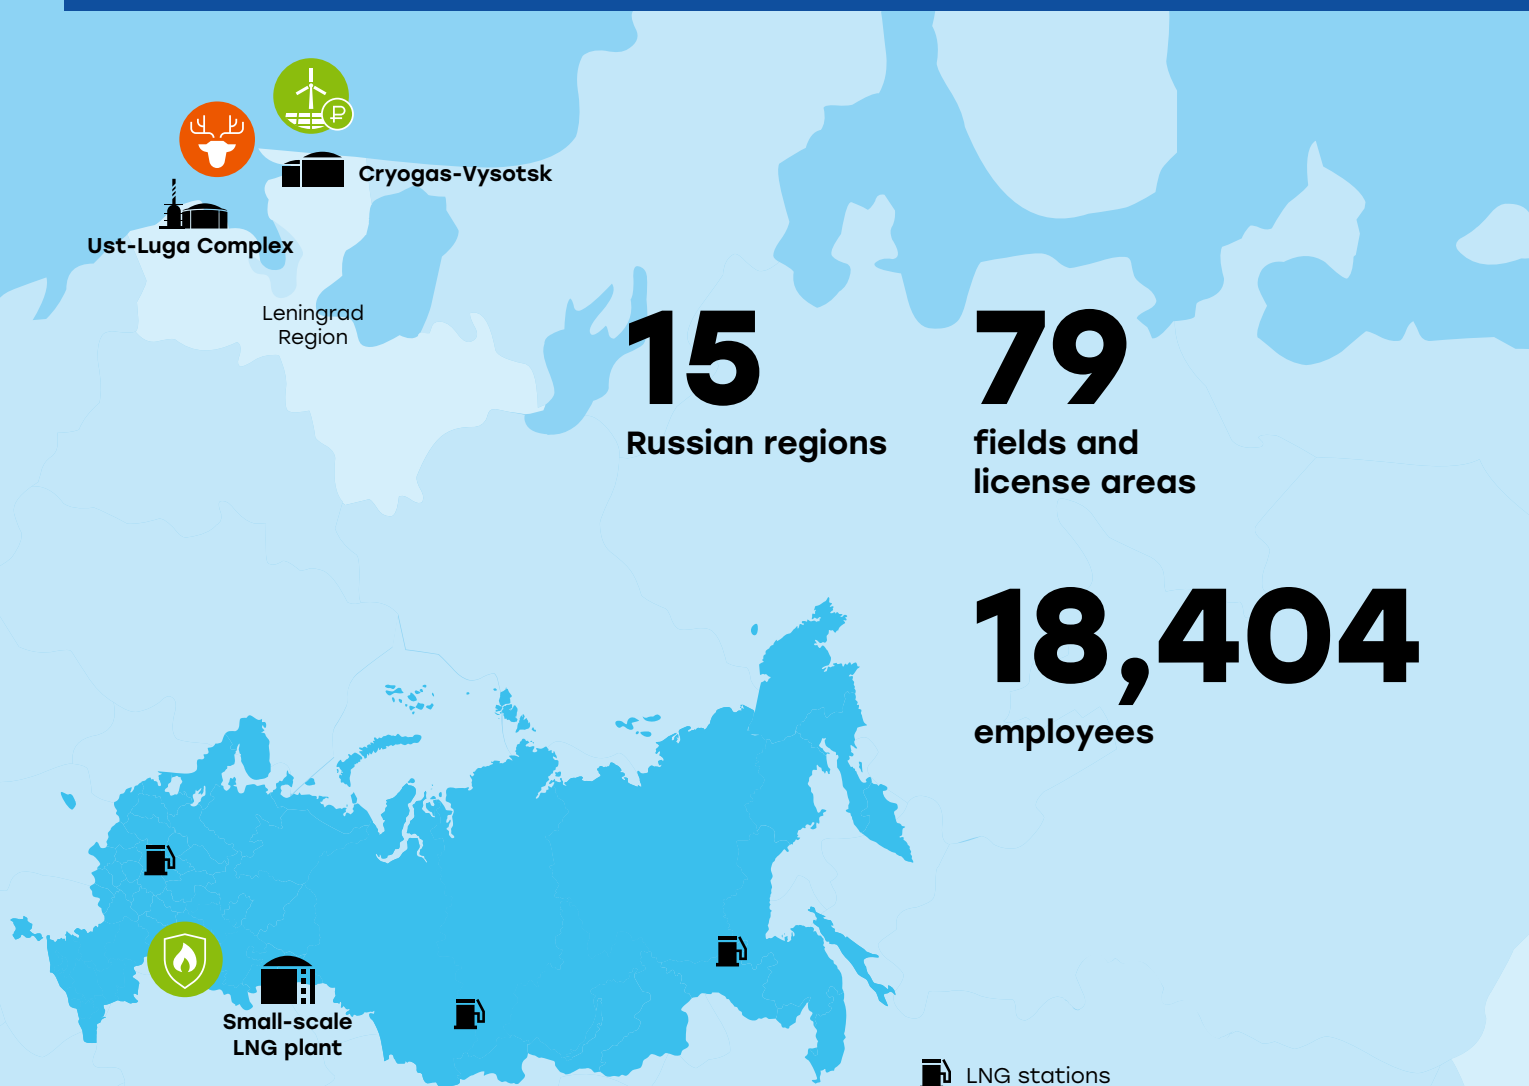 Cryogas-Vysotsk
Ust-Luga Complex
Leningrad
Region
15
Russian regions
79
fields and
license areas
18,404
employees
Small-scale
LNG plant
LNG stations